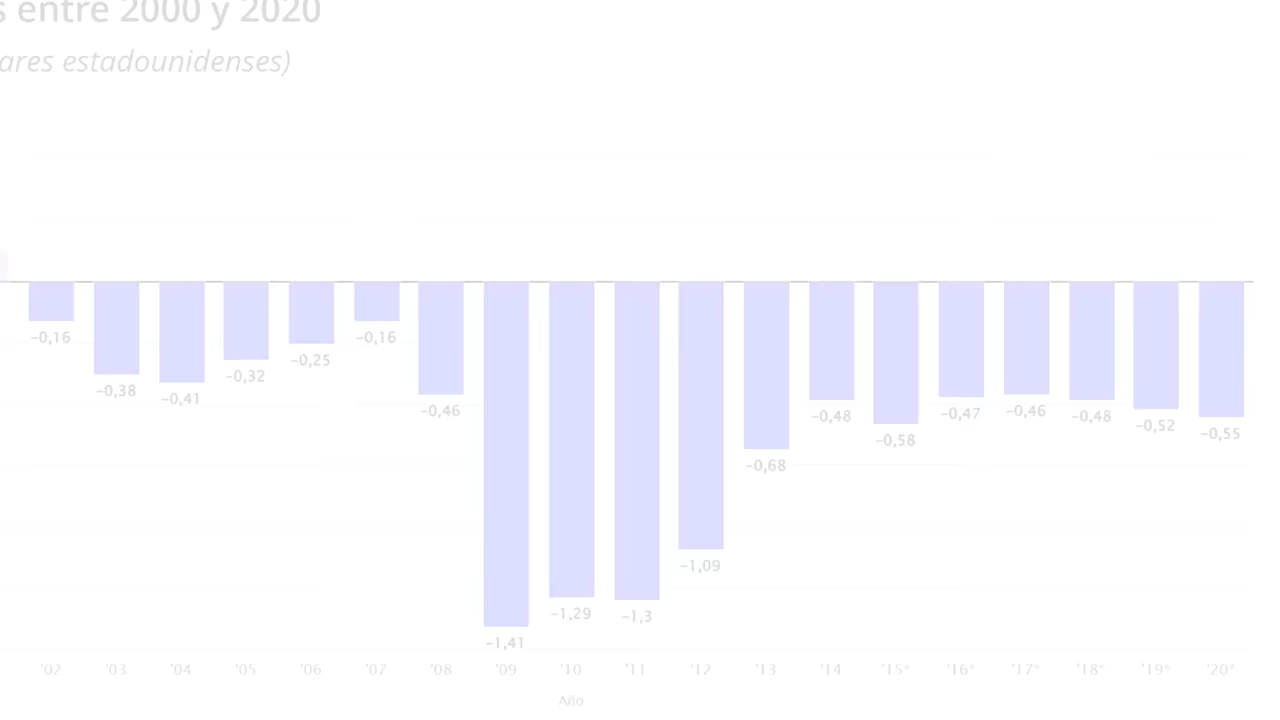 s entre 2000 y 2020
ares estadounidenses)
-0,16 -0,38 -0,41 -0,32 -0,25 -0,16 -0,46 -1,41 -1,29 -1,3 -1,09 -0,68 -0,48 -0,58 -0,47 -0,46 -0,48 -0,52 -0,55
'02 '03 '04 '05 '06 '07 '08 '09 '10 '11 '12 '13 '14 '15* '16* '17* '18* '19* '20*
Año